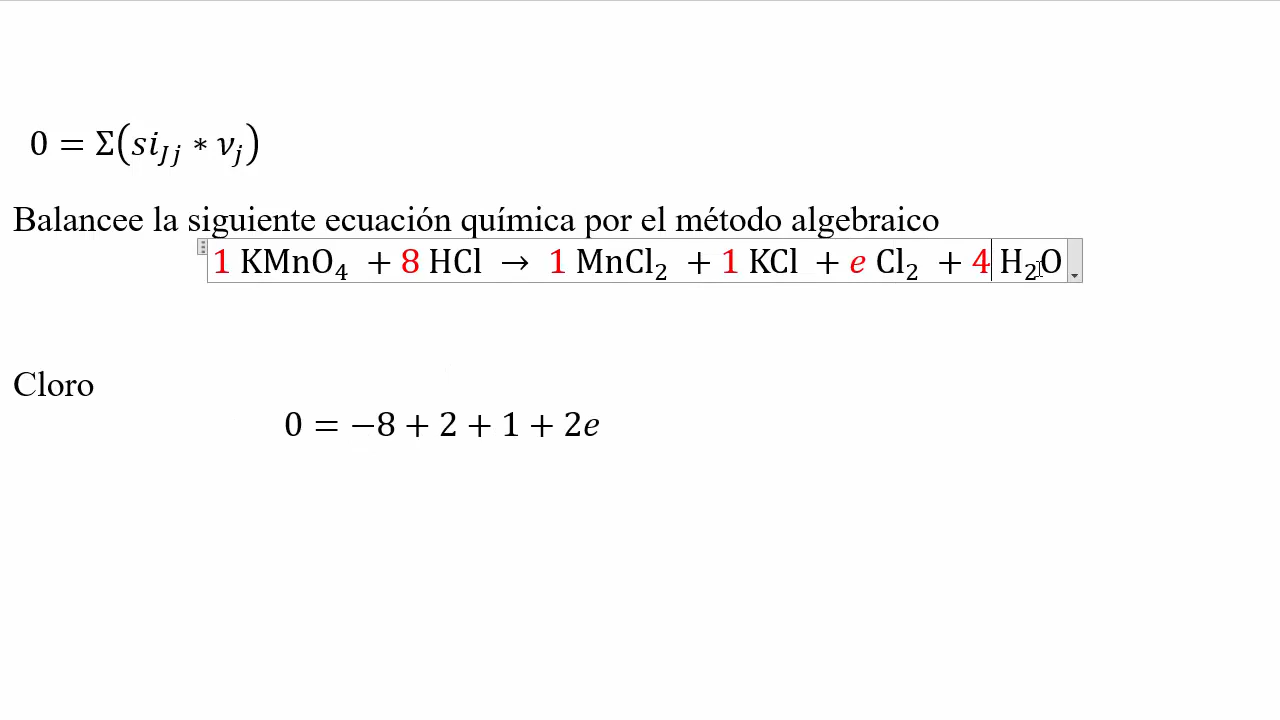 0 = Σ(si_Jj * ν_j)
Balancee la siguiente ecuación química por el método algebraico
1 KMnO₄ + 8 HCl → 1 MnCl₂ + 1 KCl + e Cl₂ + 4 H₂O
Cloro
0 = −8 + 2 + 1 + 2e